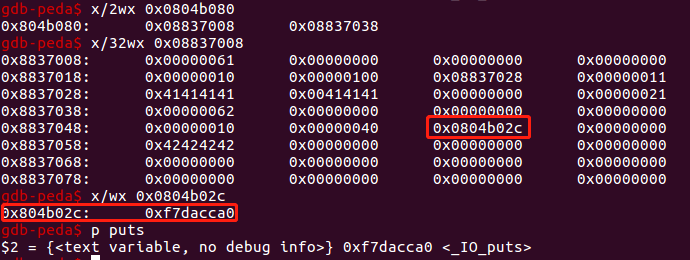 gdb-peda$ x/2wx 0x0804b080
0x804b080: 0x08837008 0x08837038
gdb-peda$ x/32wx 0x08837008
0x8837008: 0x00000061 0x00000000 0x00000000 0x00000000
0x8837018: 0x00000010 0x00000100 0x08837028 0x00000011
0x8837028: 0x41414141 0x00414141 0x00000000 0x00000021
0x8837038: 0x00000062 0x00000000 0x00000000 0x00000000
0x8837048: 0x00000010 0x00000040 0x0804b02c 0x00000000
0x8837058: 0x42424242 0x00000000 0x00000000 0x00000000
0x8837068: 0x00000000 0x00000000 0x00000000 0x00000000
0x8837078: 0x00000000 0x00000000 0x00000000 0x00000000
gdb-peda$ x/wx 0x0804b02c
0x804b02c: 0xf7dacca0
gdb-peda$ p puts
$2 = {<text variable, no debug info>} 0xf7dacca0 <_IO_puts>